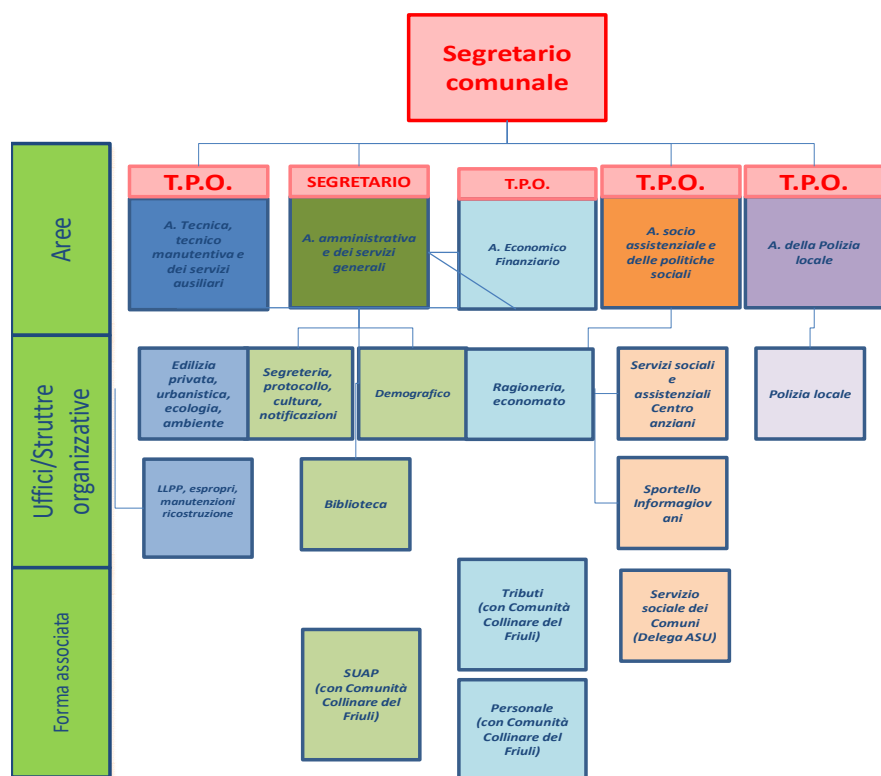 Segretario
comunale
Aree
T.P.O.
SEGRETARIO
T.P.O.
T.P.O.
T.P.O.
A. Tecnica,
tecnico
manutentiva e
dei servizi
ausiliari
A. amministrativa
e dei servizi
generali
A. Economico
Finanziario
A. socio
assistenziale e
delle politiche
sociali
A. della Polizia
locale
Uffici/Struttre
organizzative
Edilizia
privata,
urbanistica,
ecologia,
ambiente
Segreteria,
protocollo,
cultura,
notificazioni
Demografico
Ragioneria,
economato
Servizi sociali
e
assistenziali
Centro
anziani
Polizia locale
LLPP, espropri,
manutenzioni
ricostruzione
Biblioteca
Sportello
Informagiov
ani
Forma associata
Tributi
(con Comunità
Collinare del
Friuli)
Servizio
sociale dei
Comuni
(Delega ASU)
SUAP
(con Comunità
Collinare del
Friuli)
Personale
(con Comunità
Collinare del
Friuli)